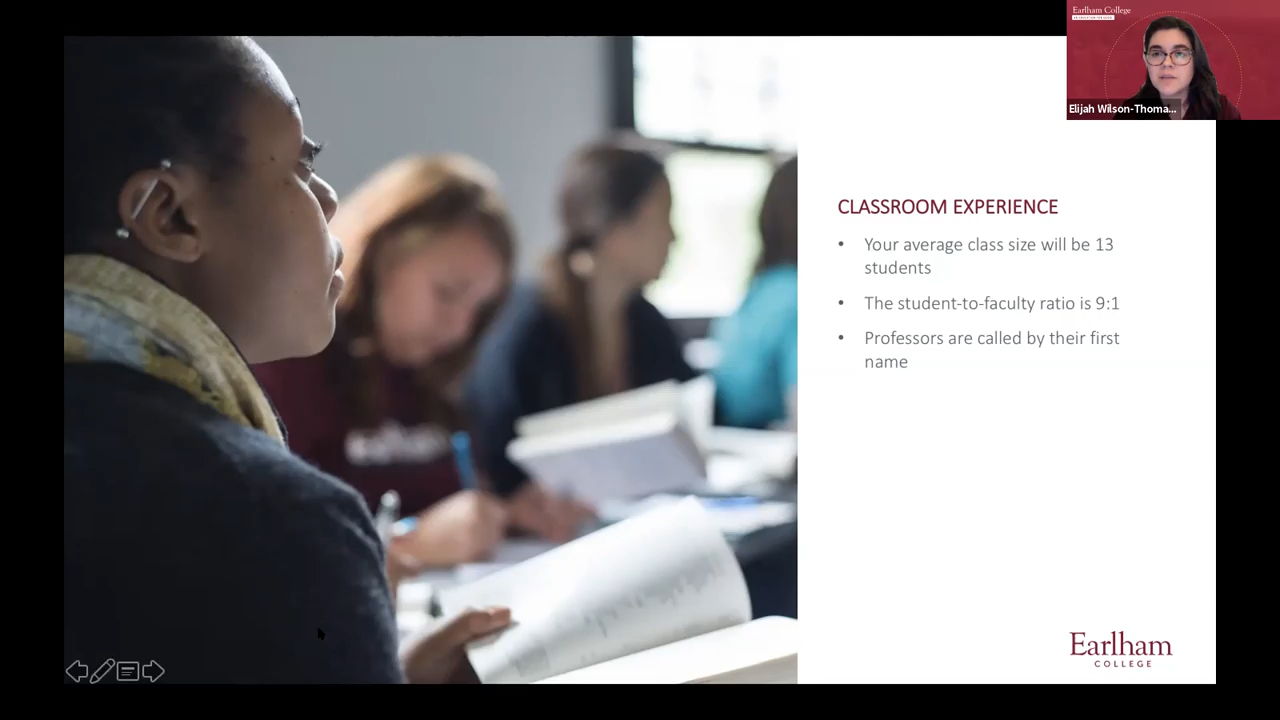 Earlham College
Elijah Wilson-Thoma...
CLASSROOM EXPERIENCE
• Your average class size will be 13
students
• The student-to-faculty ratio is 9:1
• Professors are called by their first
name
Earlham
Earlham
COLLEGE